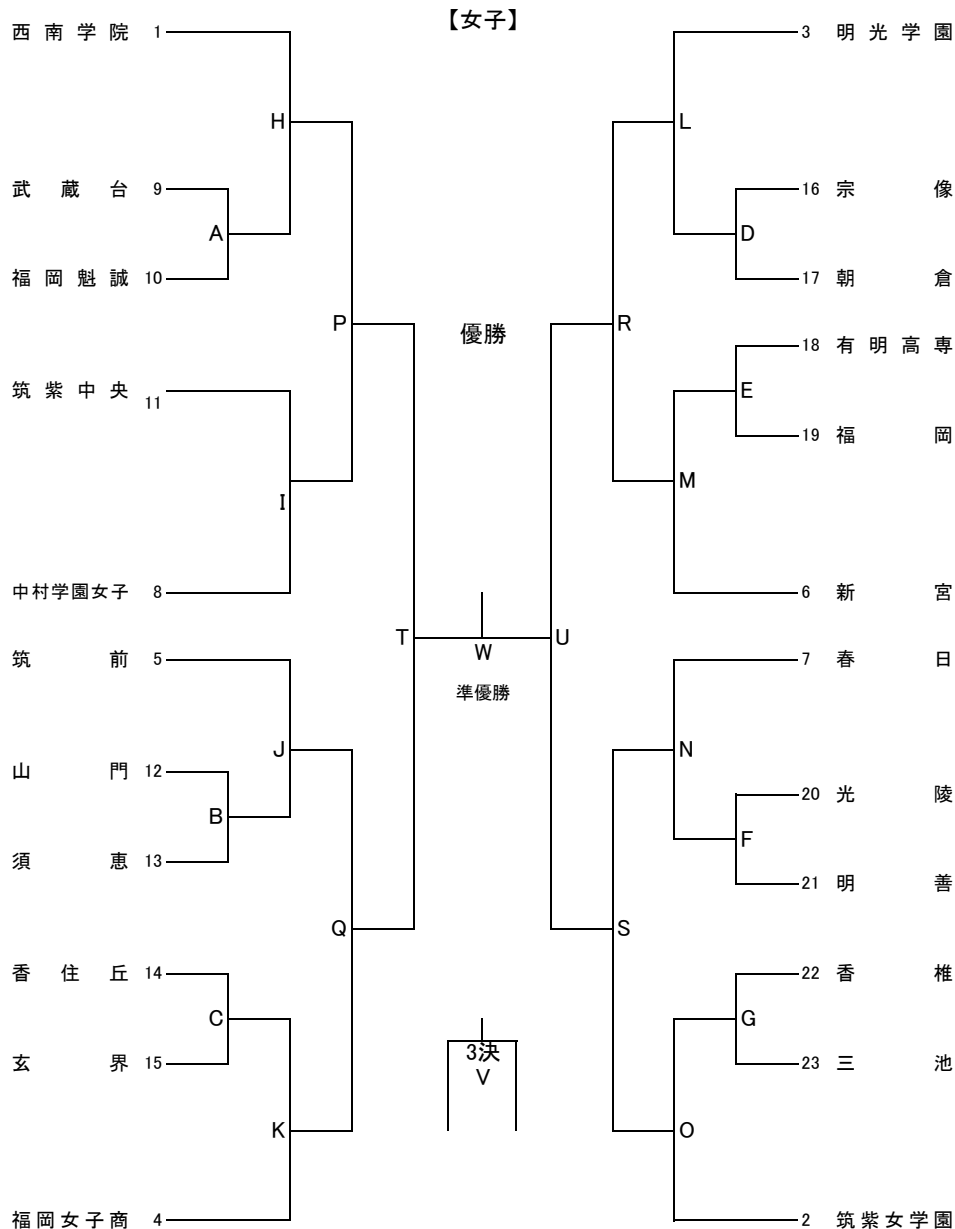 【女子】
西南学院 1
3 明光学園
H
L
武蔵台 9
16 宗像
A
D
福岡魁誠 10
17 朝倉
P
優勝
R
18 有明高専
筑紫中央 11
E
19 福岡
I
M
中村学園女子 8
6 新宮
T
W
U
筑前 5
7 春日
準優勝
J
N
山門 12
20 光陵
B
F
須恵 13
21 明善
Q
S
香住丘 14
22 香椎
C
G
3決
V
玄界 15
23 三池
K
O
福岡女子商 4
2 筑紫女学園